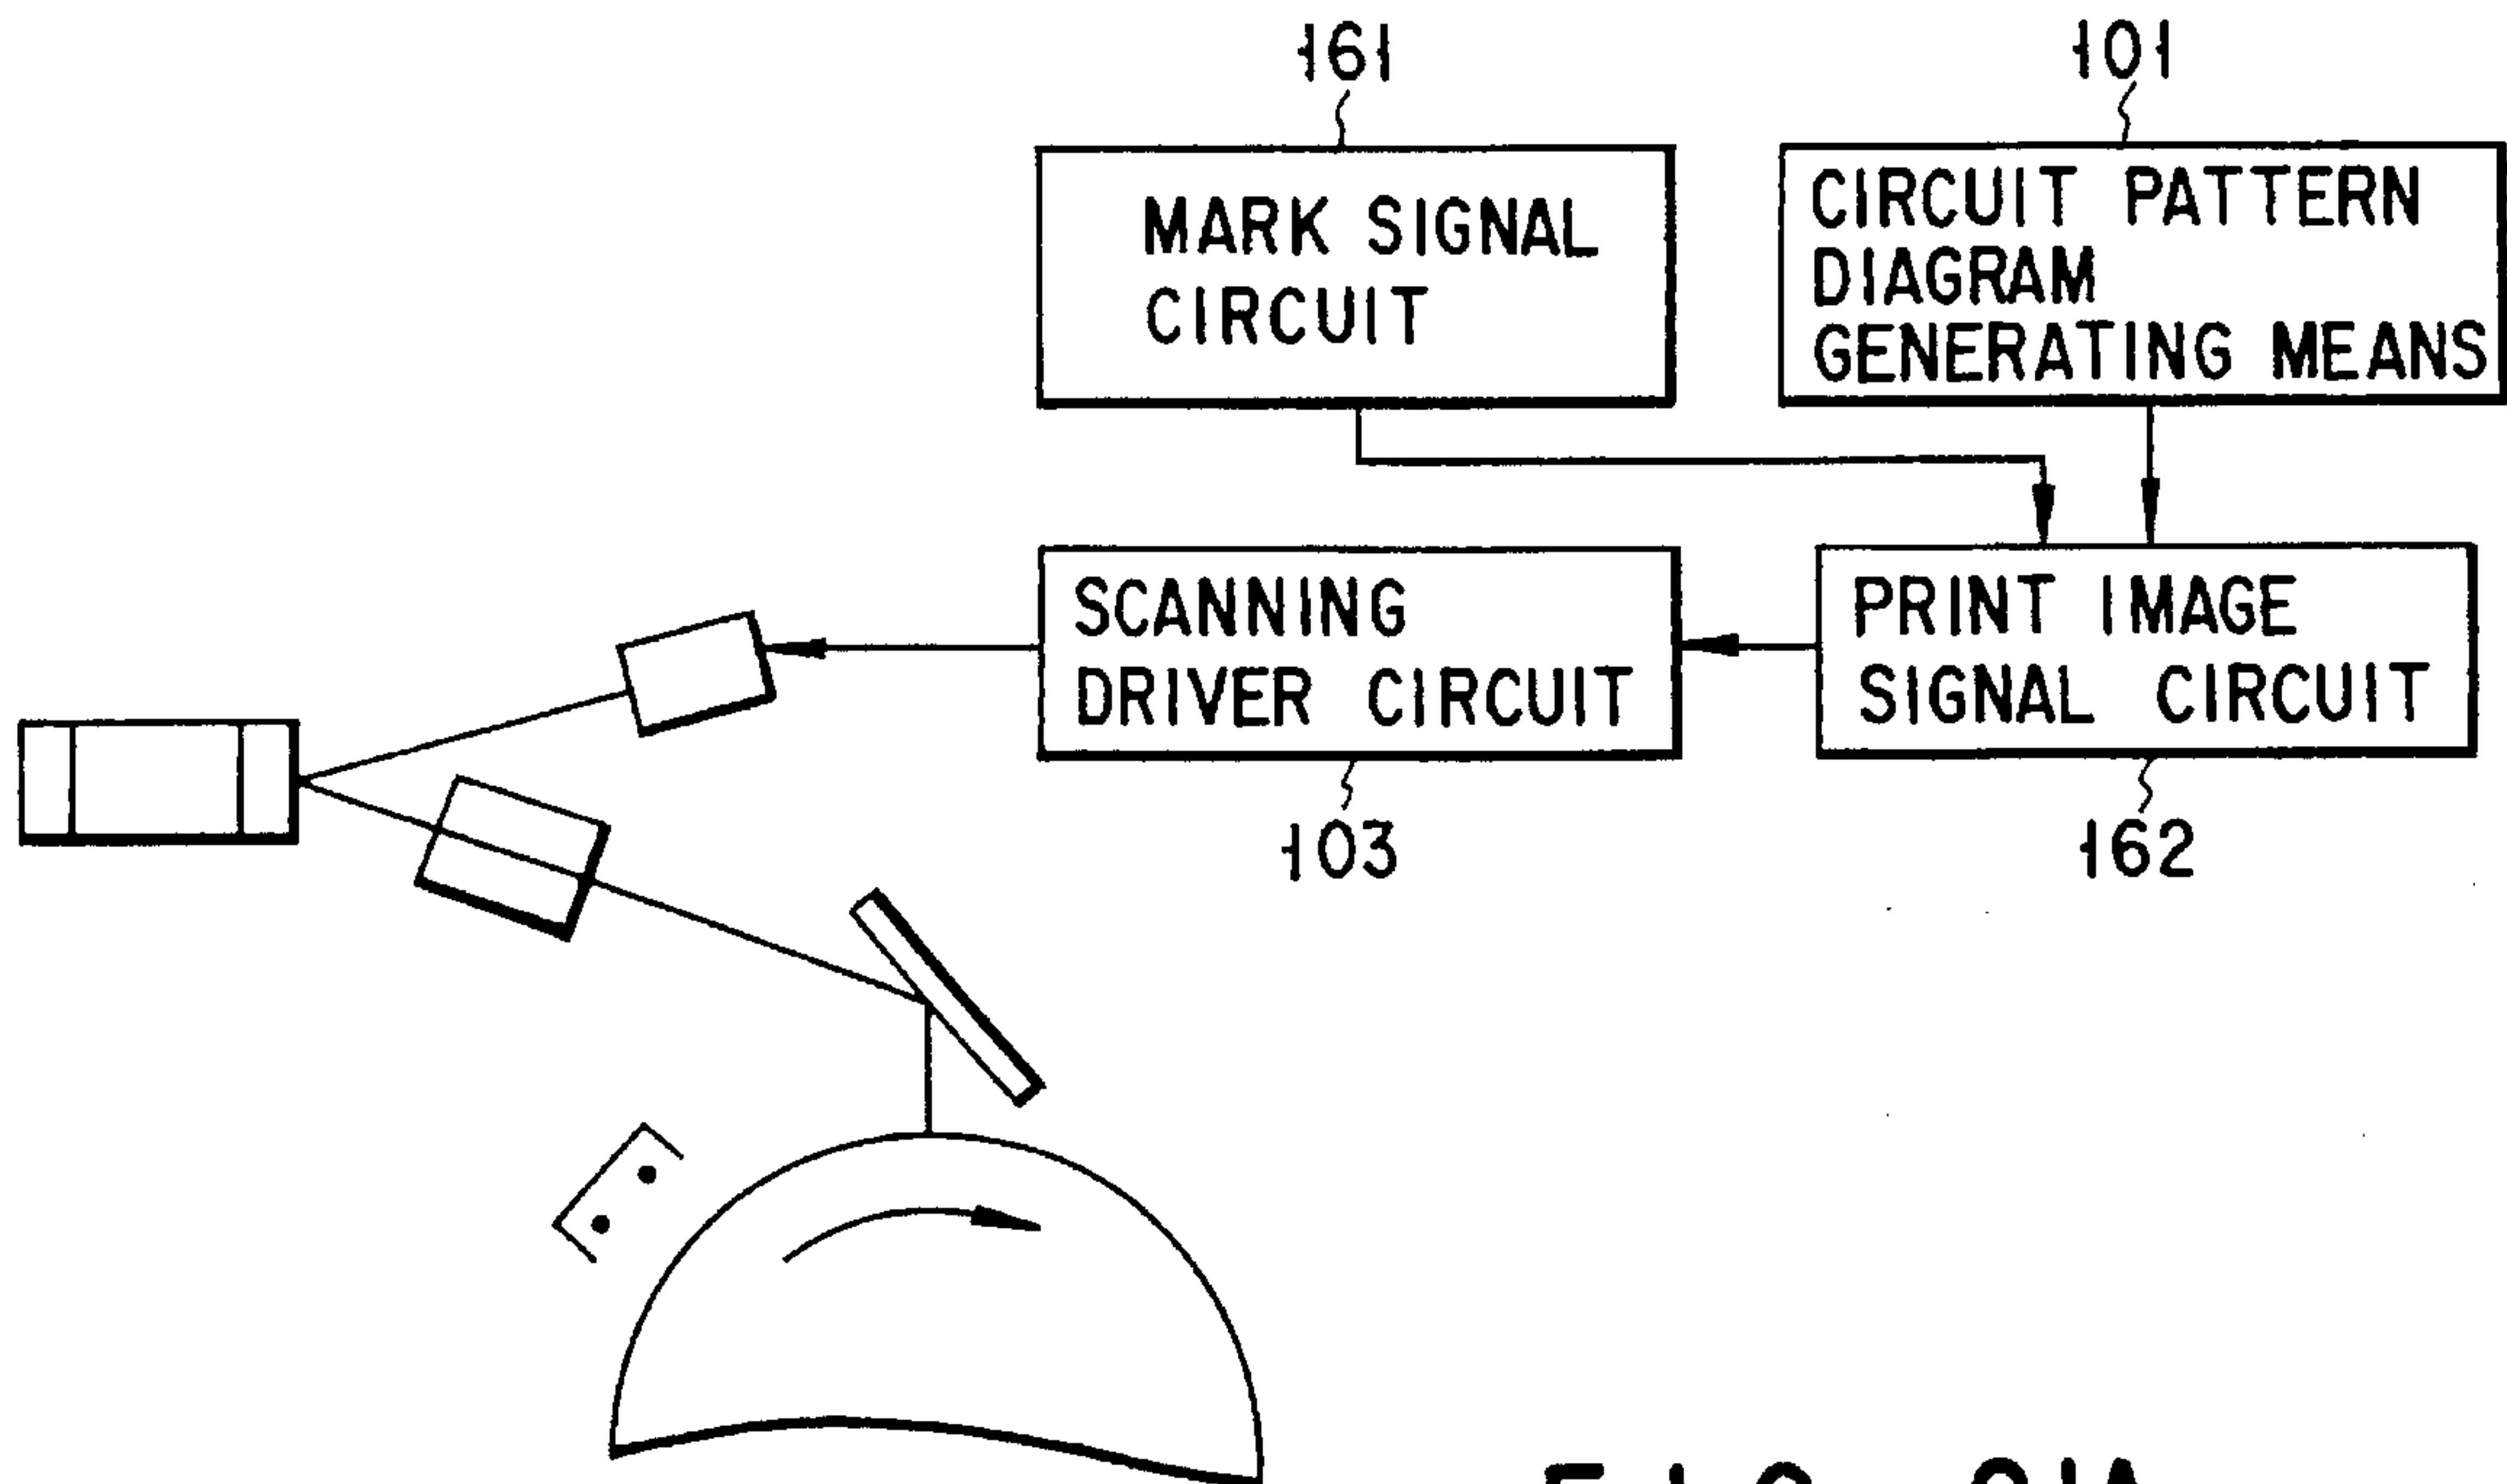 161
101
MARK SIGNAL
CIRCUIT
CIRCUIT PATTERN
DIAGRAM
GENERATING MEANS
SCANNING
DRIVER CIRCUIT
PRINT IMAGE
SIGNAL CIRCUIT
103
162